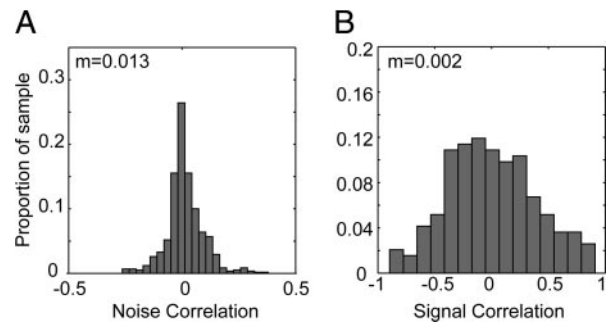 A
m=0.013
Proportion of sample
0.3
0.2
0.1
0
-0.5
0
0.5
Noise Correlation
B
m=0.002
0.2
0.16
0.12
0.08
0.04
0
-1
-0.5
0
0.5
1
Signal Correlation